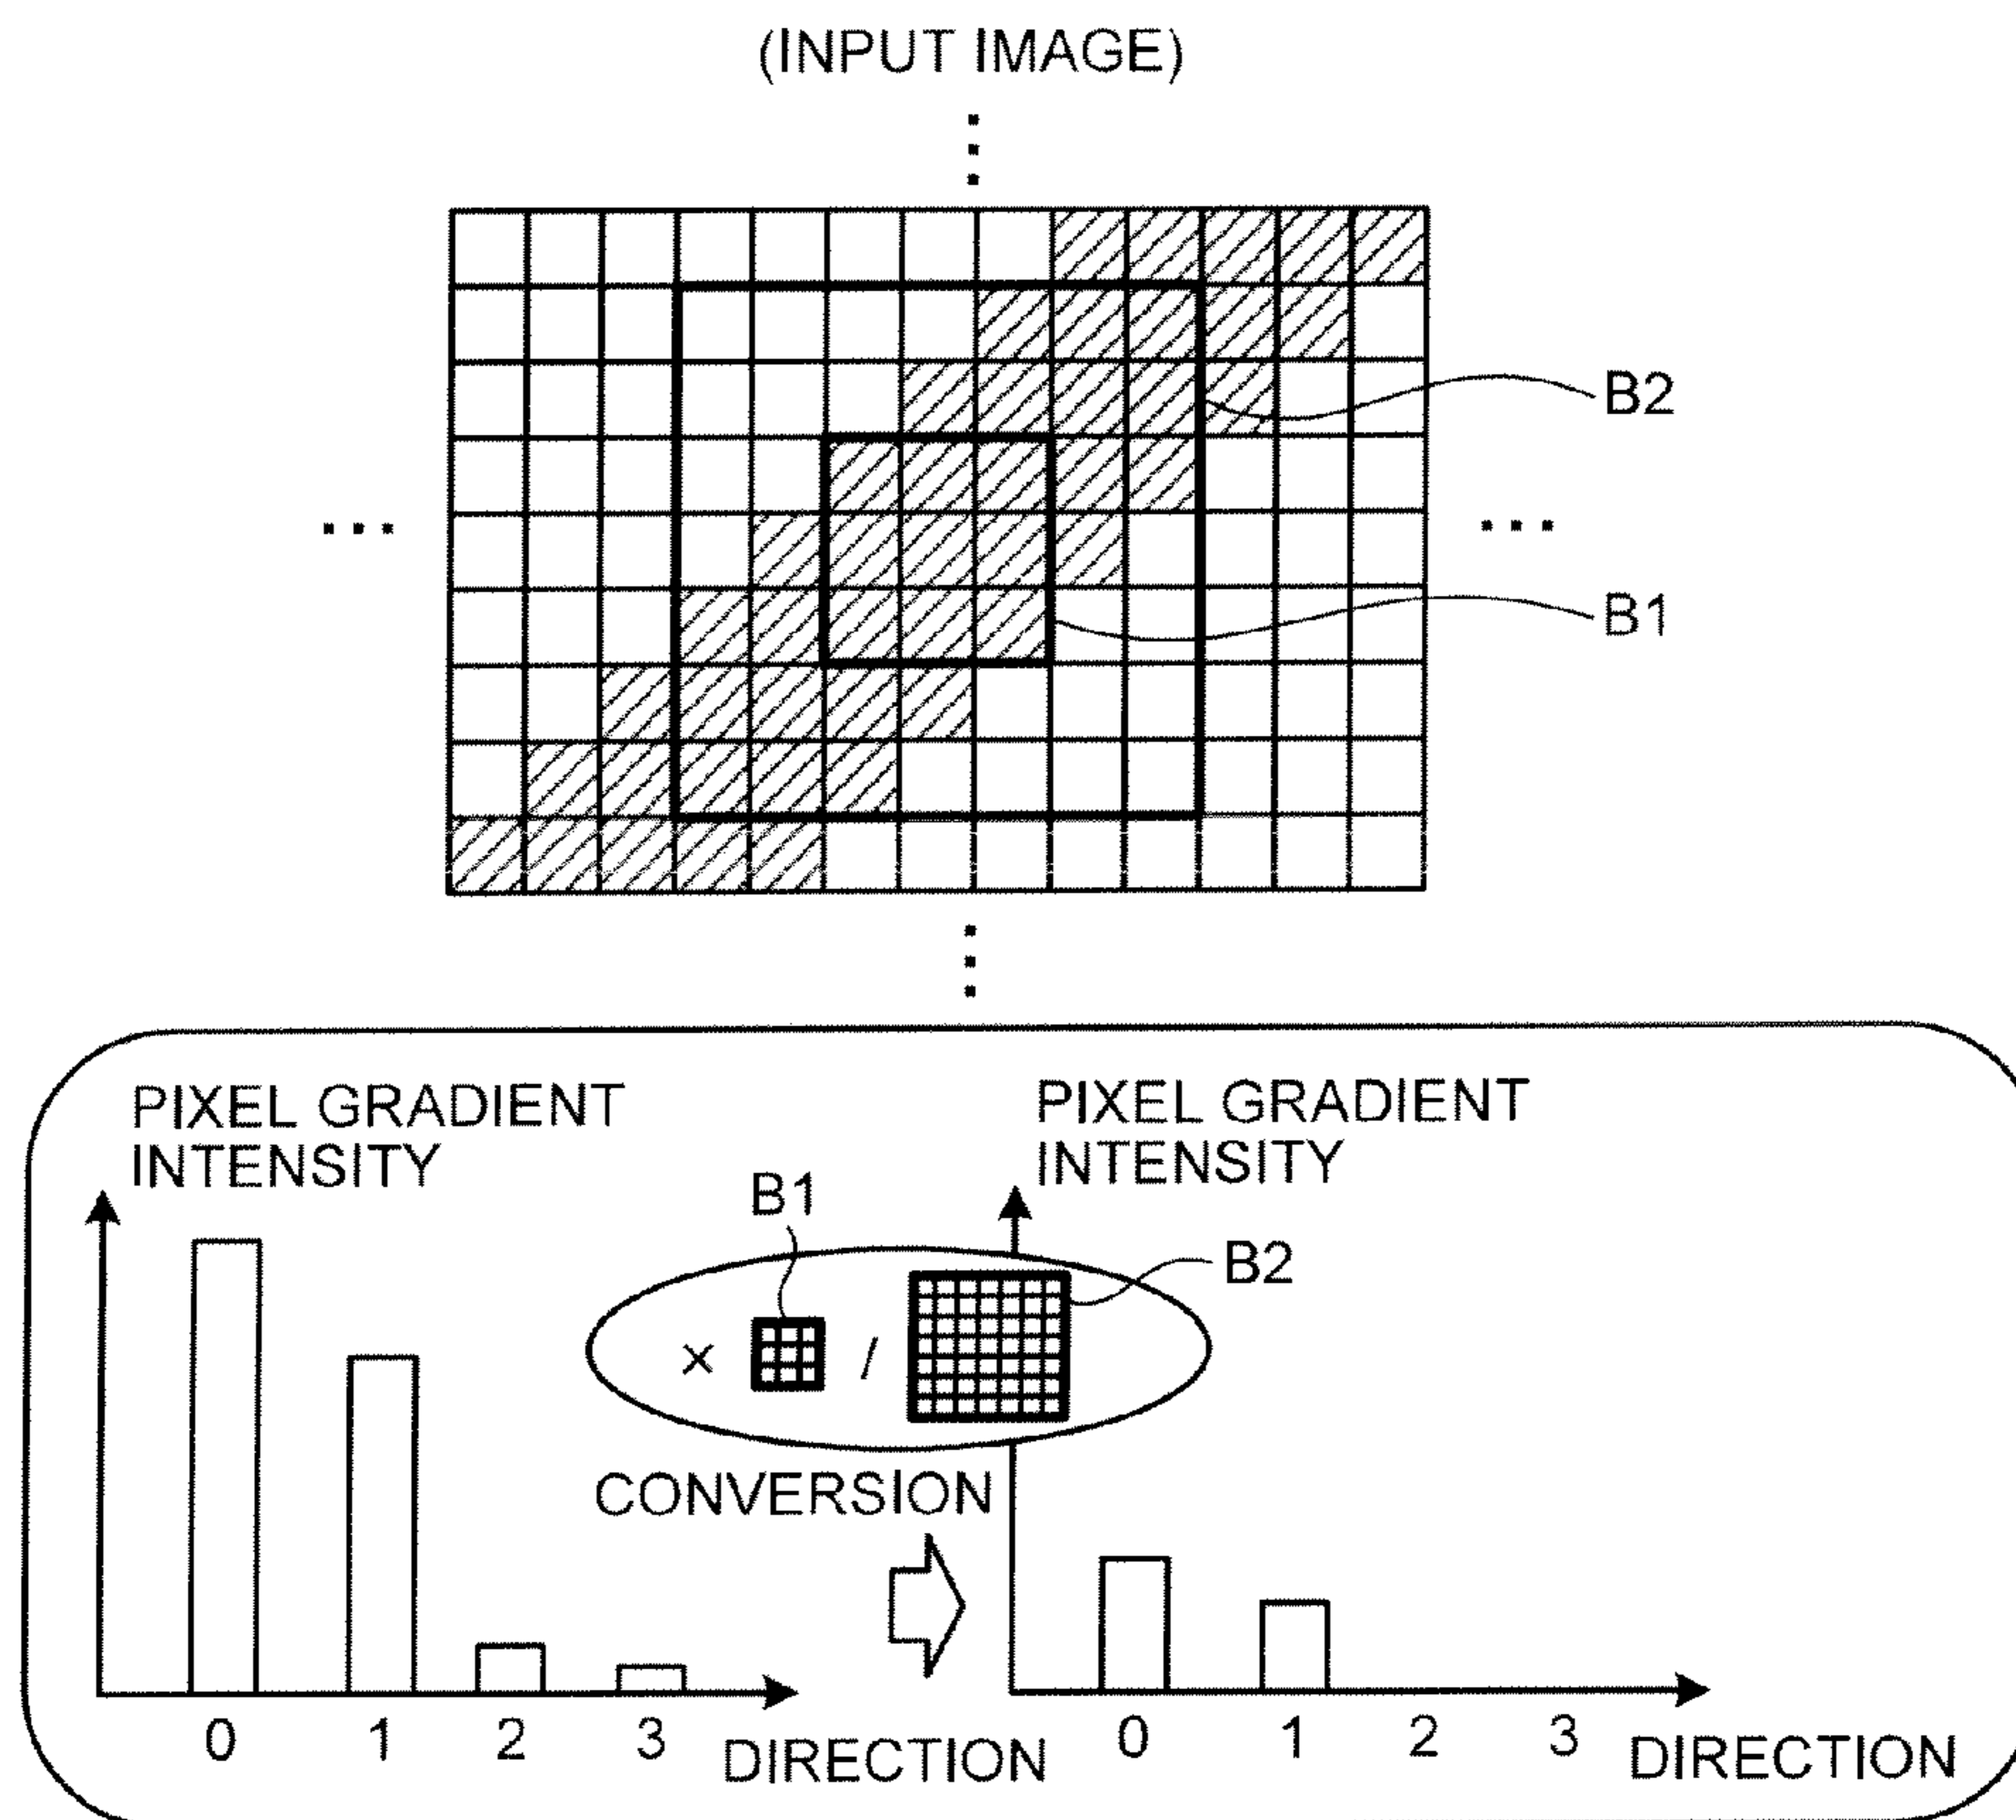 (INPUT IMAGE)
B2
B1
PIXEL GRADIENT
INTENSITY
B1
× /
CONVERSION
0 1 2 3
DIRECTION
PIXEL GRADIENT
INTENSITY
B2
0 1 2 3
DIRECTION